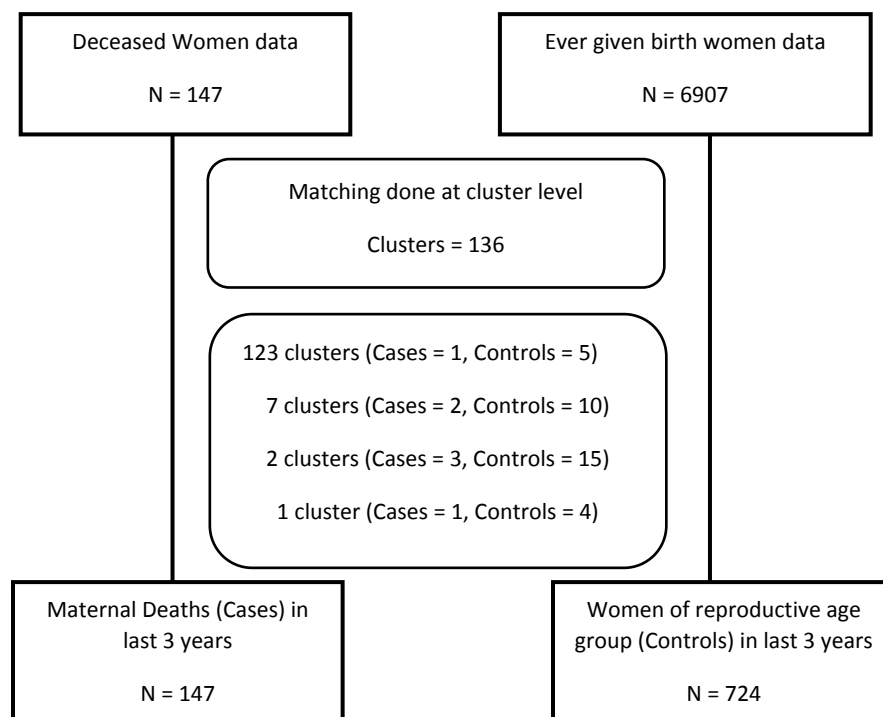 Deceased Women data
N = 147
Ever given birth women data
N = 6907
Matching done at cluster level
Clusters = 136
123 clusters (Cases = 1, Controls = 5)
7 clusters (Cases = 2, Controls = 10)
2 clusters (Cases = 3, Controls = 15)
1 cluster (Cases = 1, Controls = 4)
Maternal Deaths (Cases) in
last 3 years
N = 147
Women of reproductive age
group (Controls) in last 3 years
N = 724